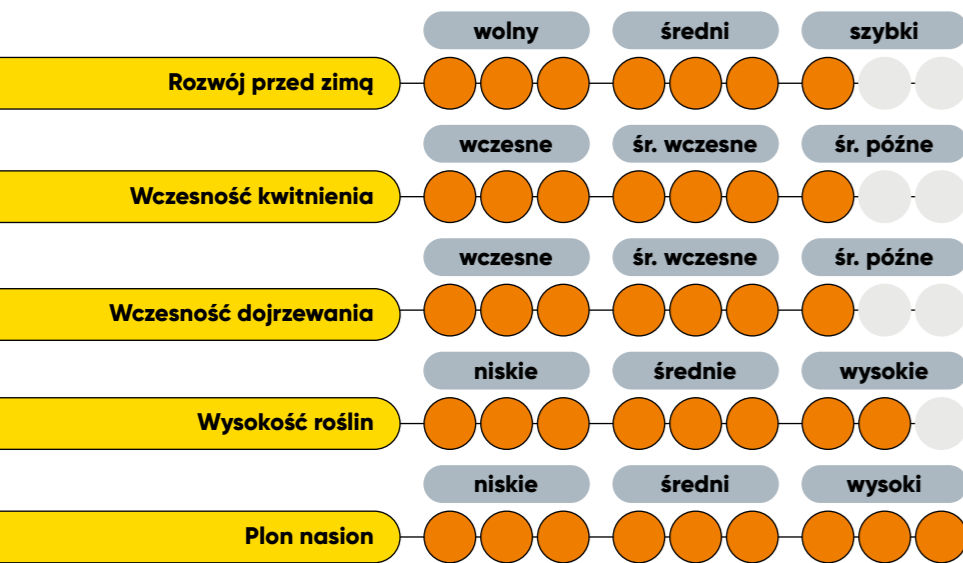 wolny średni szybki
Rozwój przed zimą
wczesne śr. wczesne śr. późne
Wczesność kwitnienia
wczesne śr. wczesne śr. późne
Wczesność dojrzewania
niskie średnie wysokie
Wysokość roślin
niskie średni wysoki
Plon nasion